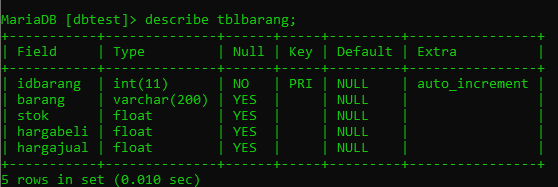 MariaDB [dbtest]> describe tblbarang;
+-----------+--------------+------+-----+---------+----------------+
| Field     | Type         | Null | Key | Default | Extra          |
+-----------+--------------+------+-----+---------+----------------+
| idbarang  | int(11)      | NO   | PRI | NULL    | auto_increment |
| barang    | varchar(200) | YES  |     | NULL    |                |
| stok      | float        | YES  |     | NULL    |                |
| hargabeli | float        | YES  |     | NULL    |                |
| hargajual | float        | YES  |     | NULL    |                |
+-----------+--------------+------+-----+---------+----------------+
5 rows in set (0.010 sec)